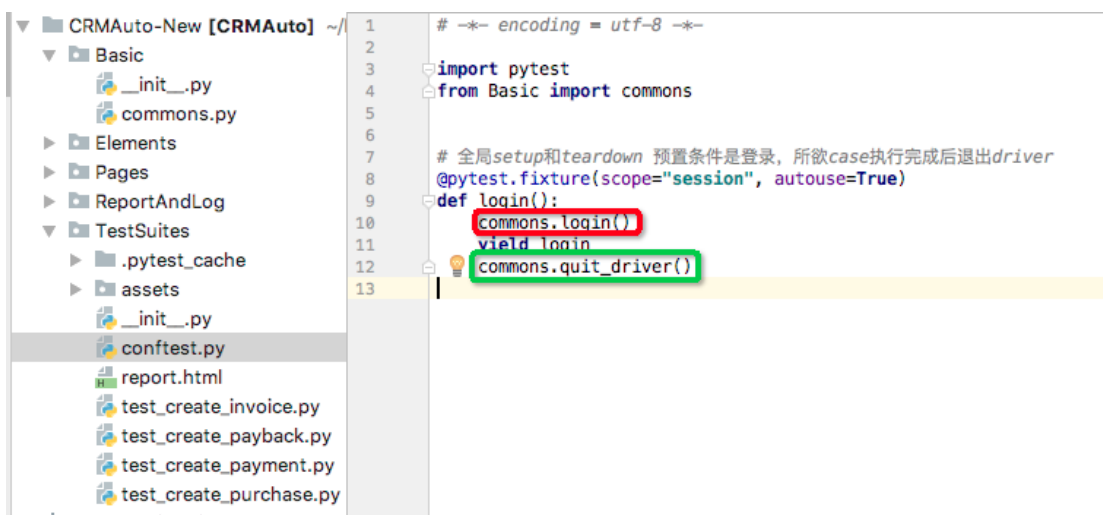 CRMAuto-New [CRMAuto] ~/
Basic
__init__.py
commons.py
Elements
Pages
ReportAndLog
TestSuites
.pytest_cache
assets
__init__.py
conftest.py
report.html
test_create_invoice.py
test_create_payback.py
test_create_payment.py
test_create_purchase.py
1 # -*- encoding = utf-8 -*-
2
3 import pytest
4 from Basic import commons
5
6
7 # 全局setup和teardown 预置条件是登录，所欲case执行完成后退出driver
8 @pytest.fixture(scope="session", autouse=True)
9 def login():
10 commons.login()
11 yield login
12 commons.quit_driver()
13